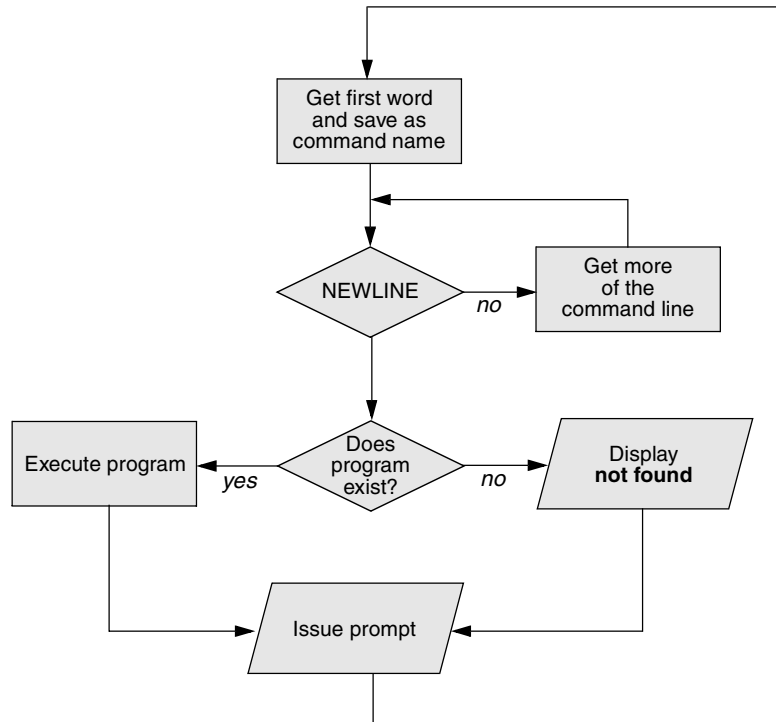 Get first word
and save as
command name
NEWLINE
no
Get more
of the
command line
Execute program
yes
Does
program
exist?
no
Display
not found
Issue prompt